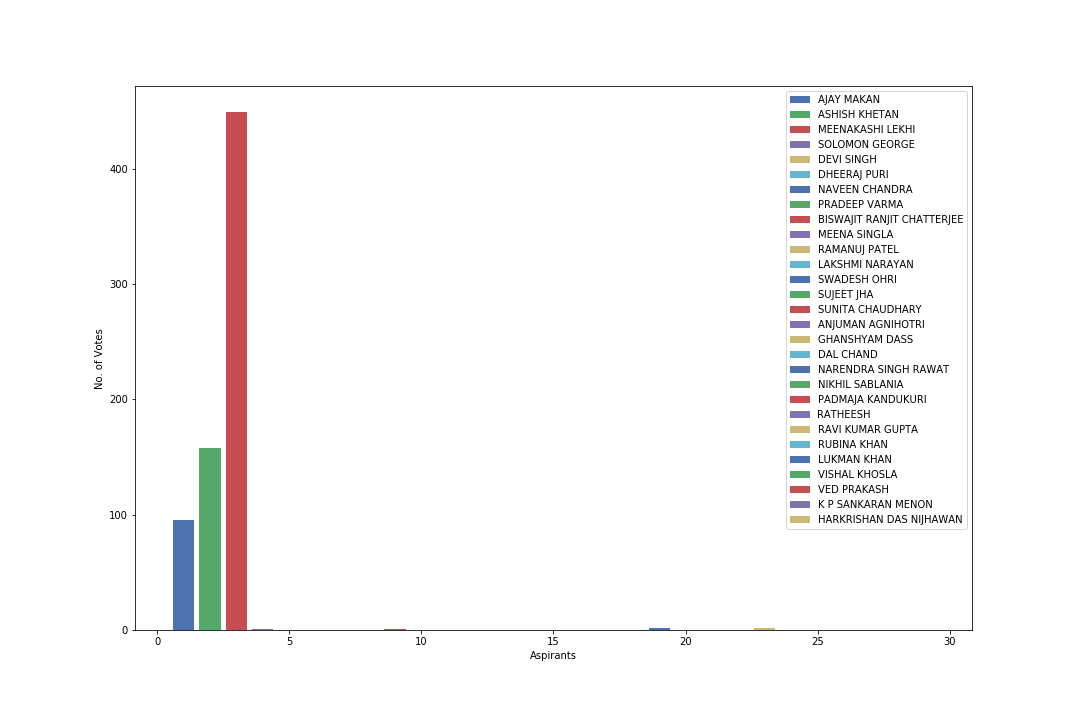 AJAY MAKAN
ASHISH KHETAN
MEENAKASHI LEKHI
SOLOMON GEORGE
DEVI SINGH
DHEERAJ PURI
NAVEEN CHANDRA
PRADEEP VARMA
BISWAJIT RANJIT CHATTERJEE
MEENA SINGLA
RAMANUJ PATEL
LAKSHMI NARAYAN
SWADESH OHRI
SUJEET JHA
SUNITA CHAUDHARY
ANJUMAN AGNIHOTRI
GHANSHYAM DASS
DAL CHAND
NARENDRA SINGH RAWAT
NIKHIL SABLANIA
PADMAJA KANDUKURI
RATHEESH
RAVI KUMAR GUPTA
RUBINA KHAN
LUKMAN KHAN
VISHAL KHOSLA
VED PRAKASH
K P SANKARAN MENON
HARKRISHAN DAS NIJHAWAN
400
300
200
100
0
No. of Votes
0 5 10 15 20 25 30
Aspirants